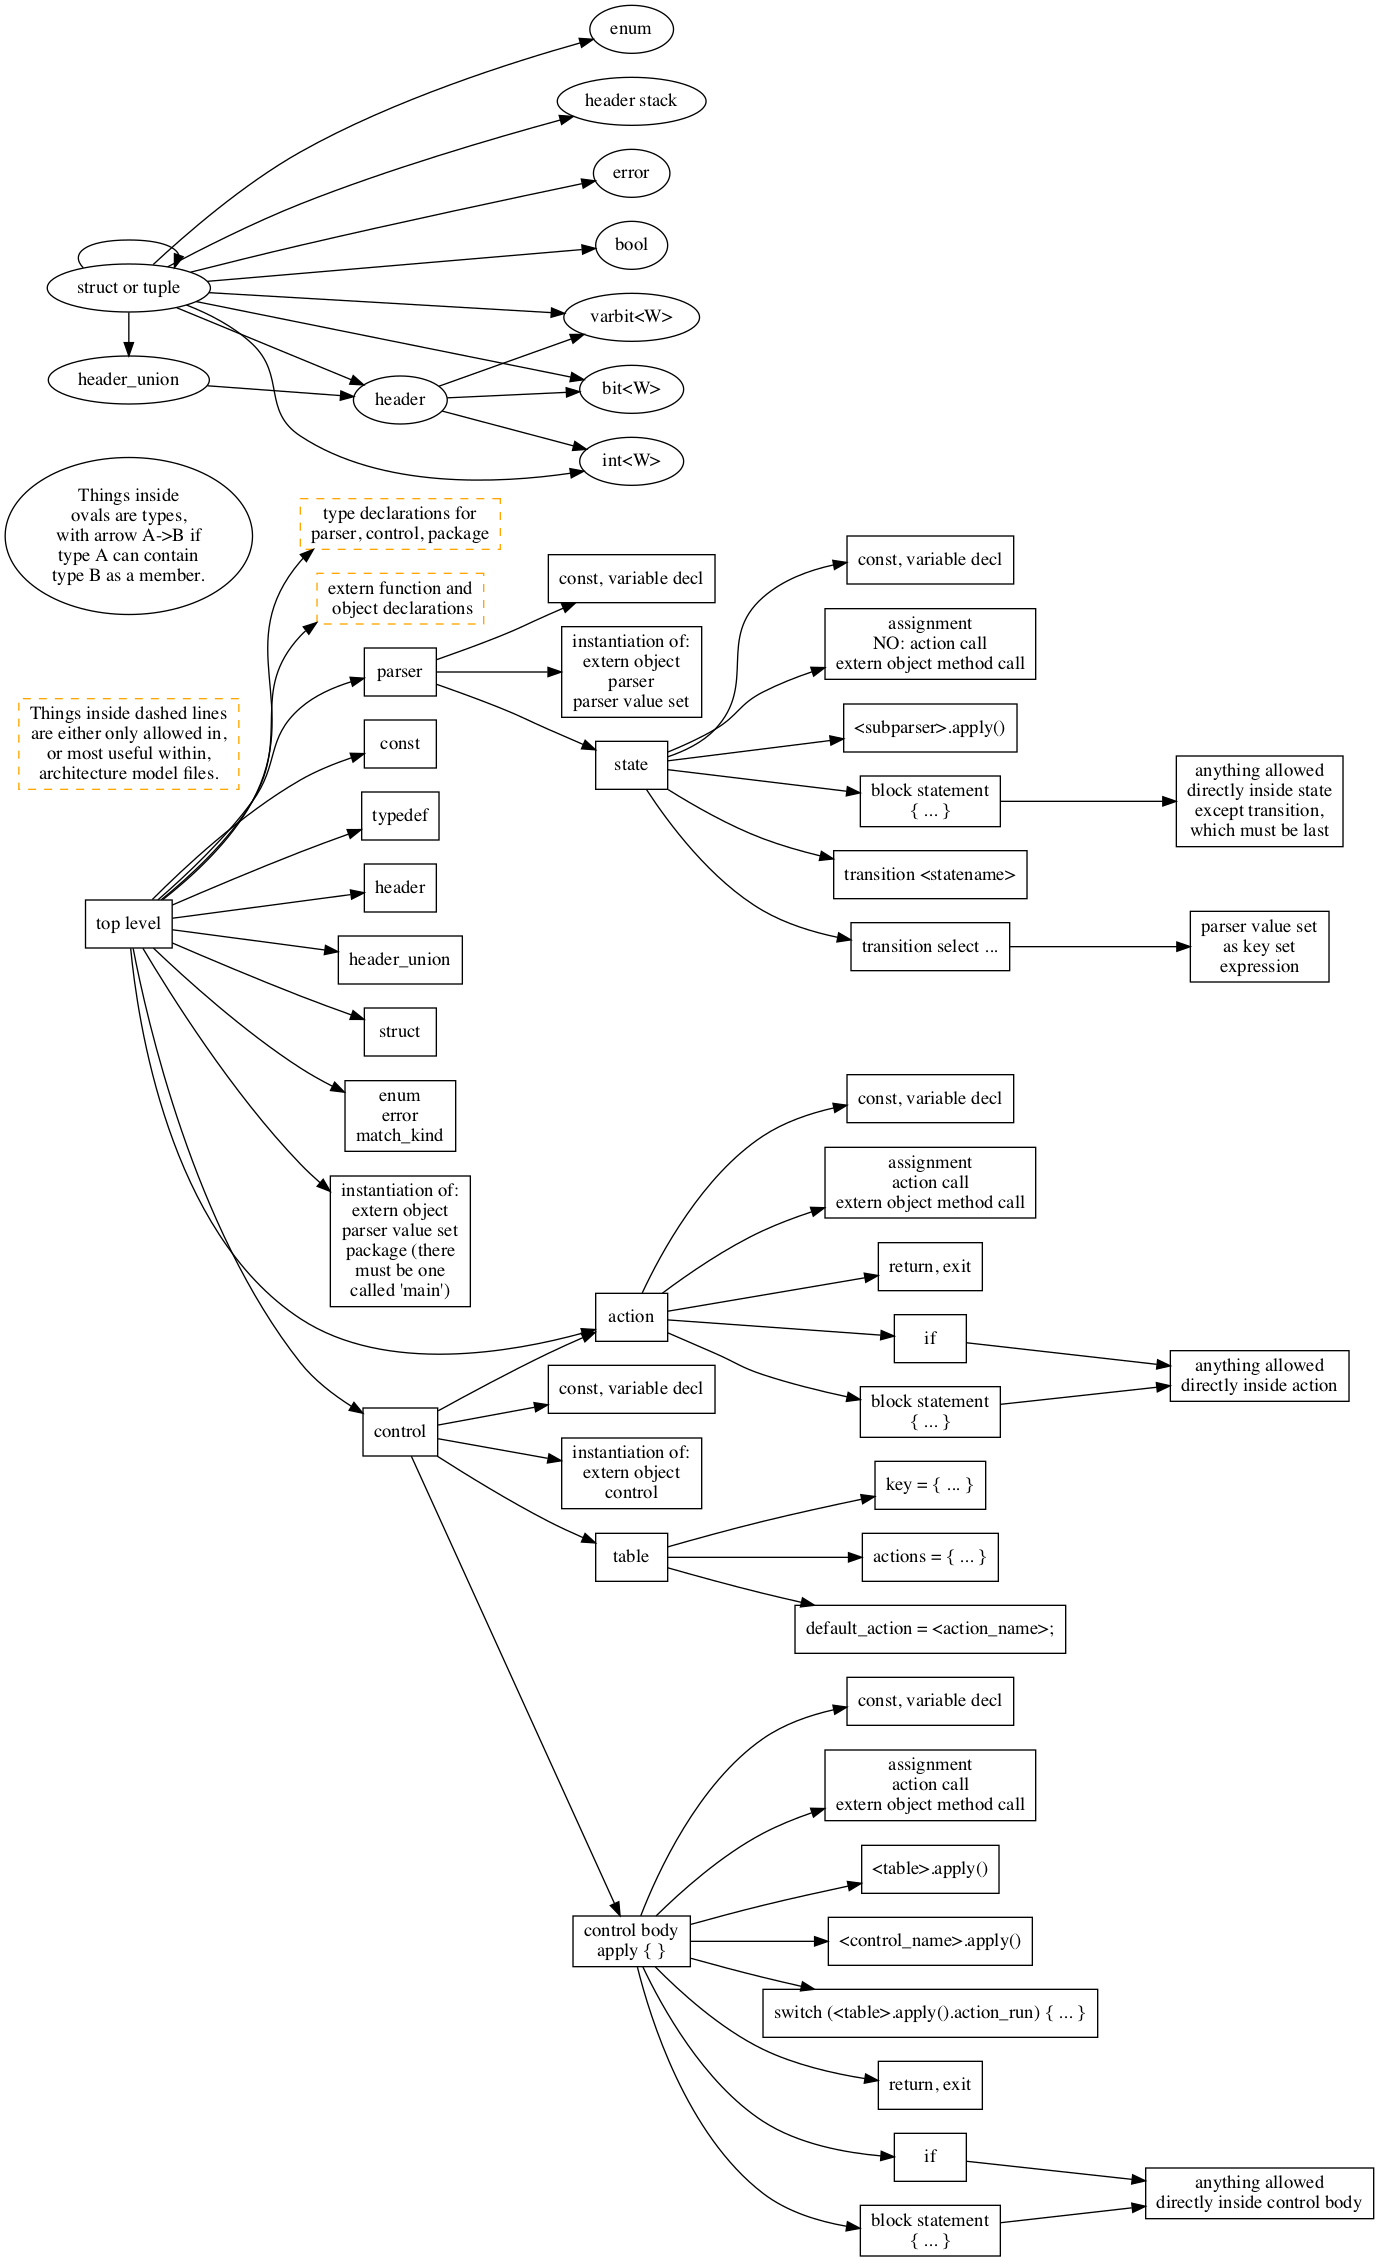 enum
header stack
error
bool
struct or tuple
varbit<W>
header_union
bit<W>
header
int<W>
Things inside
ovals are types,
with arrow A->B if
type A can contain
type B as a member.
type declarations for
parser, control, package
extern function and
object declarations
const, variable decl
const, variable decl
assignment
NO: action call
extern object method call
parser
instantiation of:
extern object
parser
parser value set
Things inside dashed lines
are either only allowed in,
or most useful within,
architecture model files.
const
<subparser>.apply()
state
block statement
{ ... }
anything allowed
directly inside state
except transition,
which must be last
typedef
header
transition <statename>
top level
header_union
transition select ...
parser value set
as key set
expression
struct
enum
error
match_kind
const, variable decl
instantiation of:
extern object
parser value set
package (there
must be one
called 'main')
assignment
action call
extern object method call
return, exit
action
if
anything allowed
directly inside action
const, variable decl
block statement
{ ... }
control
instantiation of:
extern object
control
key = { ... }
table
actions = { ... }
default_action = <action_name>;
const, variable decl
assignment
action call
extern object method call
<table>.apply()
control body
apply { }
<control_name>.apply()
switch (<table>.apply().action_run) { ... }
return, exit
if
anything allowed
directly inside control body
block statement
{ ... }